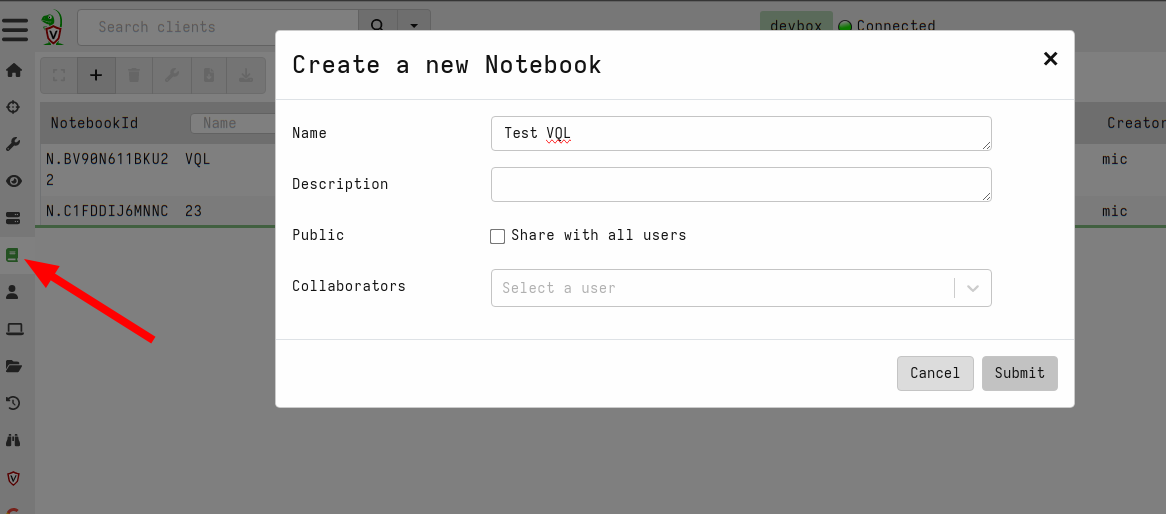 Search clients
devbox Connected
Create a new Notebook
NotebookId Name Creator
Name Test VQL
N.BV90N611BKU2 VQL mic
2
Description
N.C1FDDIJ6MNNC 23 mic
Public Share with all users
Collaborators Select a user
Cancel Submit